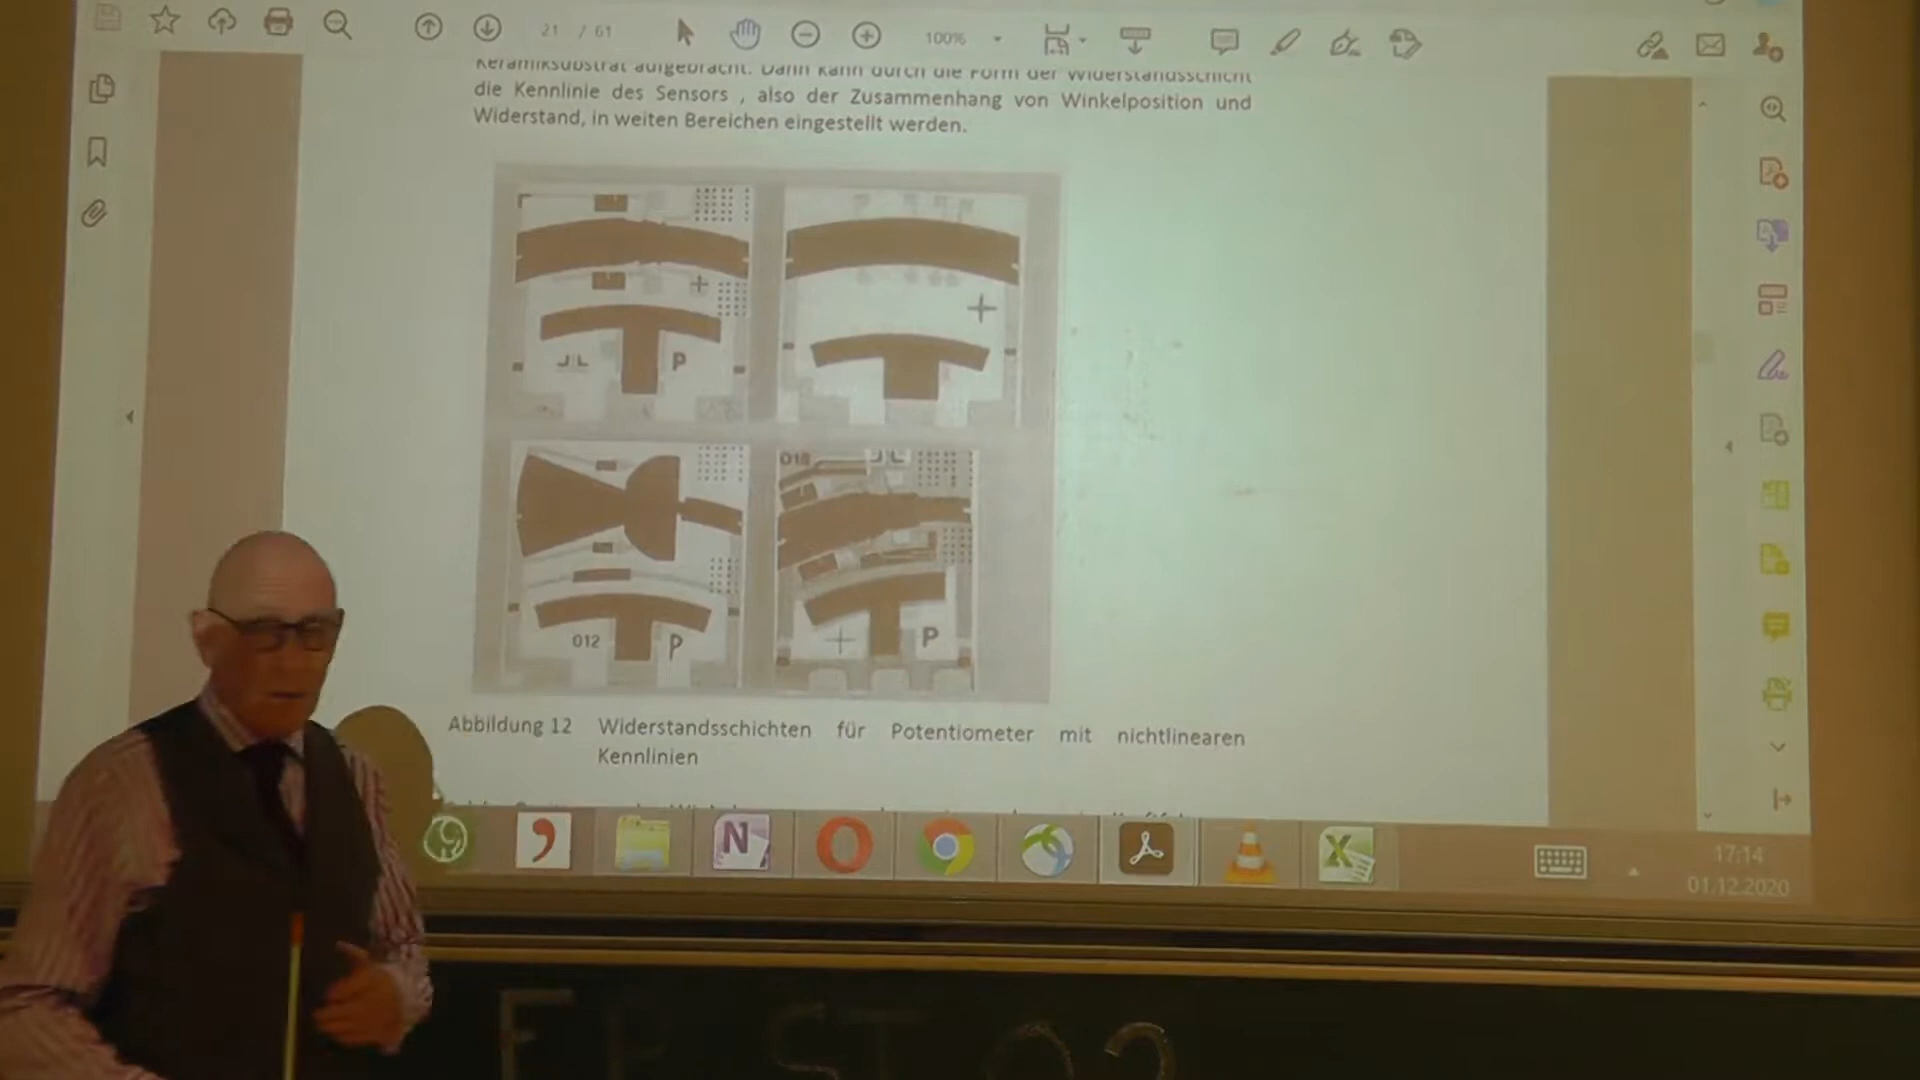 21 / 61
100%
Keramiksubstrat aufgebracht. Dann kann durch die Form der Widerstandsschicht
die Kennlinie des Sensors , also der Zusammenhang von Winkelposition und
Widerstand, in weiten Bereichen eingestellt werden.
J L P
018 J L
012 P
P
Abbildung 12 Widerstandsschichten für Potentiometer mit nichtlinearen
Kennlinien
N
X
17:14
01.12.2020